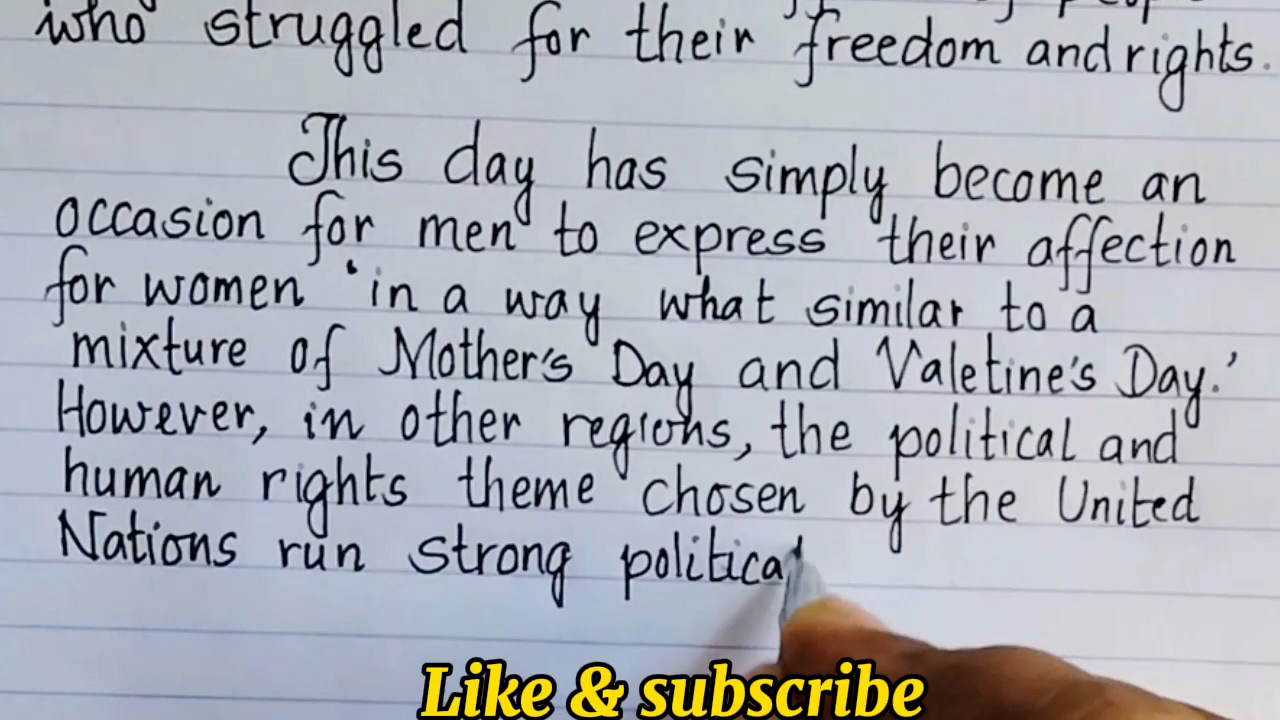 who struggled for their freedom and rights.
This day has simply become an
occasion for men to express their affection
for women 'in a way what similar to a
mixture of Mother's Day and Valetine's Day.'
However, in other regions, the political and
human rights theme chosen by the United
Nations run strong politica
Like & subscribe